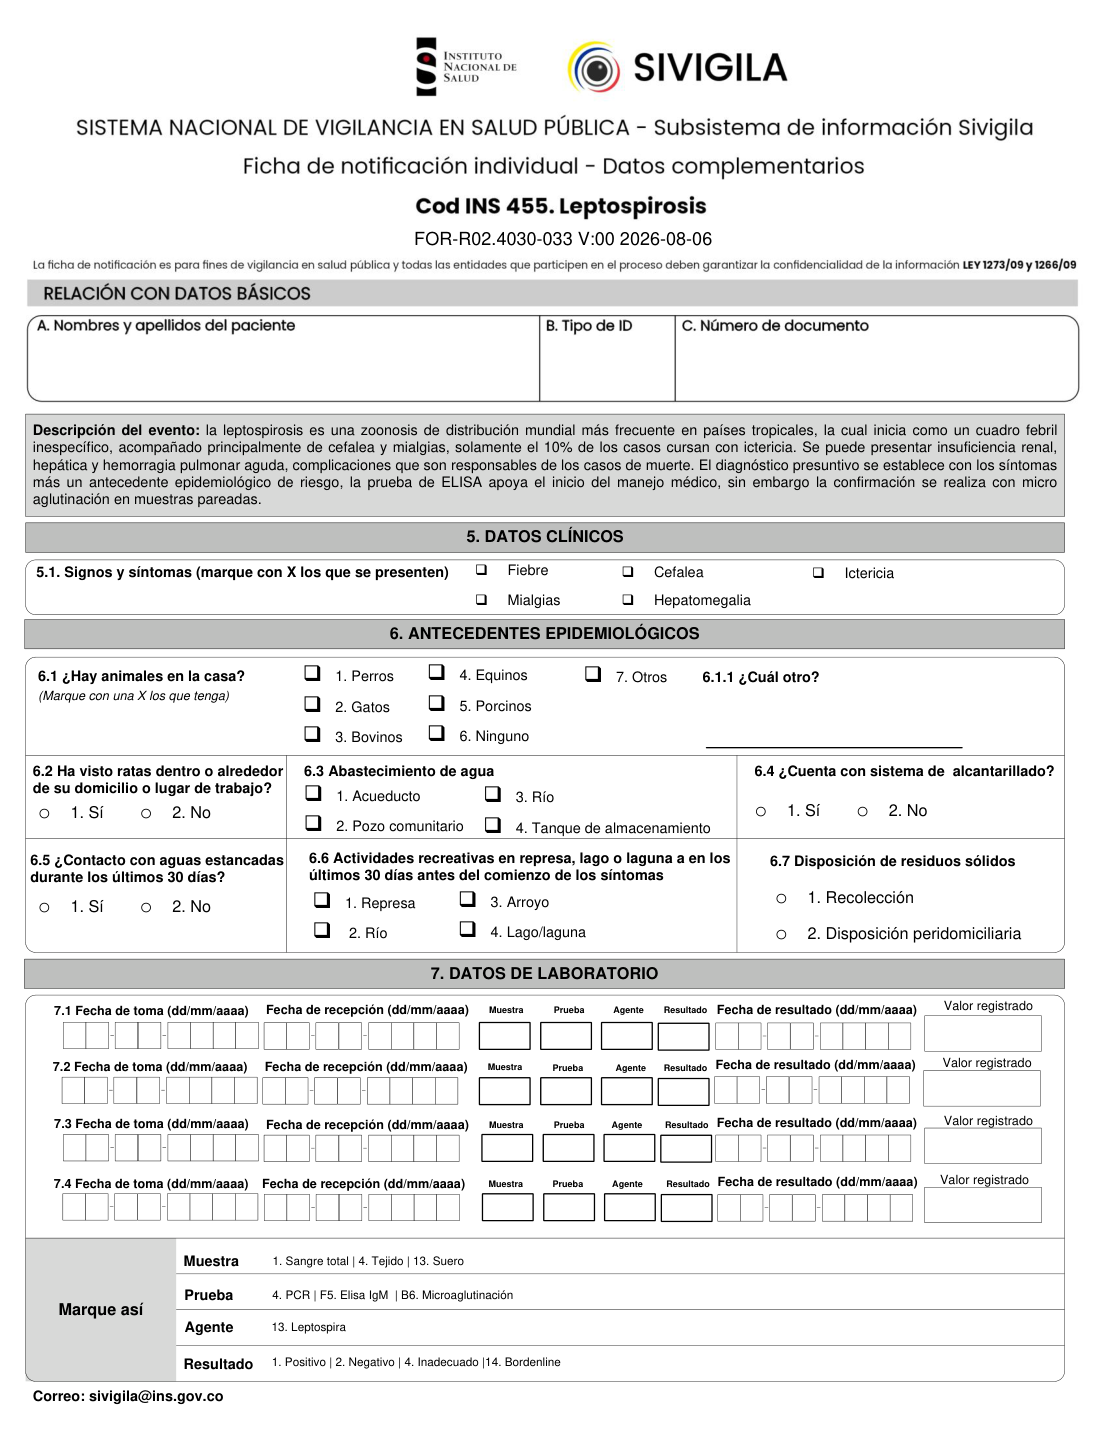 INSTITUTO
NACIONAL DE
SALUD
SIVIGILA
SISTEMA NACIONAL DE VIGILANCIA EN SALUD PÚBLICA - Subsistema de información Sivigila
Ficha de notificación individual - Datos complementarios
Cod INS 455. Leptospirosis
FOR-R02.4030-033 V:00 2026-08-06
La ficha de notificación es para fines de vigilancia en salud pública y todas las entidades que participen en el proceso deben garantizar la confidencialidad de la información LEY 1273/09 y 1266/09
RELACIÓN CON DATOS BÁSICOS
A. Nombres y apellidos del paciente B. Tipo de ID C. Número de documento
Descripción del evento: la leptospirosis es una zoonosis de distribución mundial más frecuente en países tropicales, la cual inicia como un cuadro febril
inespecífico, acompañado principalmente de cefalea y mialgias, solamente el 10% de los casos cursan con ictericia. Se puede presentar insuficiencia renal,
hepática y hemorragia pulmonar aguda, complicaciones que son responsables de los casos de muerte. El diagnóstico presuntivo se establece con los síntomas
más un antecedente epidemiológico de riesgo, la prueba de ELISA apoya el inicio del manejo médico, sin embargo la confirmación se realiza con micro
aglutinación en muestras pareadas.
5. DATOS CLÍNICOS
5.1. Signos y síntomas (marque con X los que se presenten) ❑ Fiebre ❑ Cefalea ❑ Ictericia
❑ Mialgias ❑ Hepatomegalia
6. ANTECEDENTES EPIDEMIOLÓGICOS
6.1 ¿Hay animales en la casa? ❑ 1. Perros ❑ 4. Equinos ❑ 7. Otros 6.1.1 ¿Cuál otro?
(Marque con una X los que tenga)
❑ 2. Gatos ❑ 5. Porcinos
❑ 3. Bovinos ❑ 6. Ninguno
6.2 Ha visto ratas dentro o alrededor
de su domicilio o lugar de trabajo?
○ 1. Sí ○ 2. No
6.3 Abastecimiento de agua
❑ 1. Acueducto ❑ 3. Río
❑ 2. Pozo comunitario ❑ 4. Tanque de almacenamiento
6.4 ¿Cuenta con sistema de alcantarillado?
○ 1. Sí ○ 2. No
6.5 ¿Contacto con aguas estancadas
durante los últimos 30 días?
○ 1. Sí ○ 2. No
6.6 Actividades recreativas en represa, lago o laguna a en los
últimos 30 días antes del comienzo de los síntomas
❑ 1. Represa ❑ 3. Arroyo
❑ 2. Río ❑ 4. Lago/laguna
6.7 Disposición de residuos sólidos
○ 1. Recolección
○ 2. Disposición peridomiciliaria
7. DATOS DE LABORATORIO
7.1 Fecha de toma (dd/mm/aaaa) Fecha de recepción (dd/mm/aaaa) Muestra Prueba Agente Resultado Fecha de resultado (dd/mm/aaaa) Valor registrado
7.2 Fecha de toma (dd/mm/aaaa) Fecha de recepción (dd/mm/aaaa) Muestra Prueba Agente Resultado Fecha de resultado (dd/mm/aaaa) Valor registrado
7.3 Fecha de toma (dd/mm/aaaa) Fecha de recepción (dd/mm/aaaa) Muestra Prueba Agente Resultado Fecha de resultado (dd/mm/aaaa) Valor registrado
7.4 Fecha de toma (dd/mm/aaaa) Fecha de recepción (dd/mm/aaaa) Muestra Prueba Agente Resultado Fecha de resultado (dd/mm/aaaa) Valor registrado
Marque así
Muestra 1. Sangre total | 4. Tejido | 13. Suero
Prueba 4. PCR | F5. Elisa IgM | B6. Microaglutinación
Agente 13. Leptospira
Resultado 1. Positivo | 2. Negativo | 4. Inadecuado |14. Bordenline
Correo: sivigila@ins.gov.co